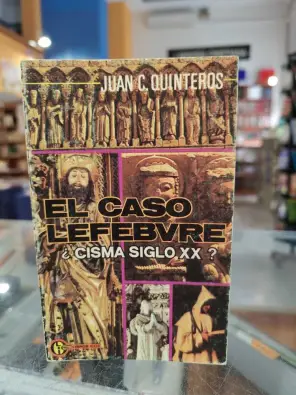 JUAN C. QUINTEROS
EL CASO
LEFEBVRE
¿ CISMA SIGLO XX ?